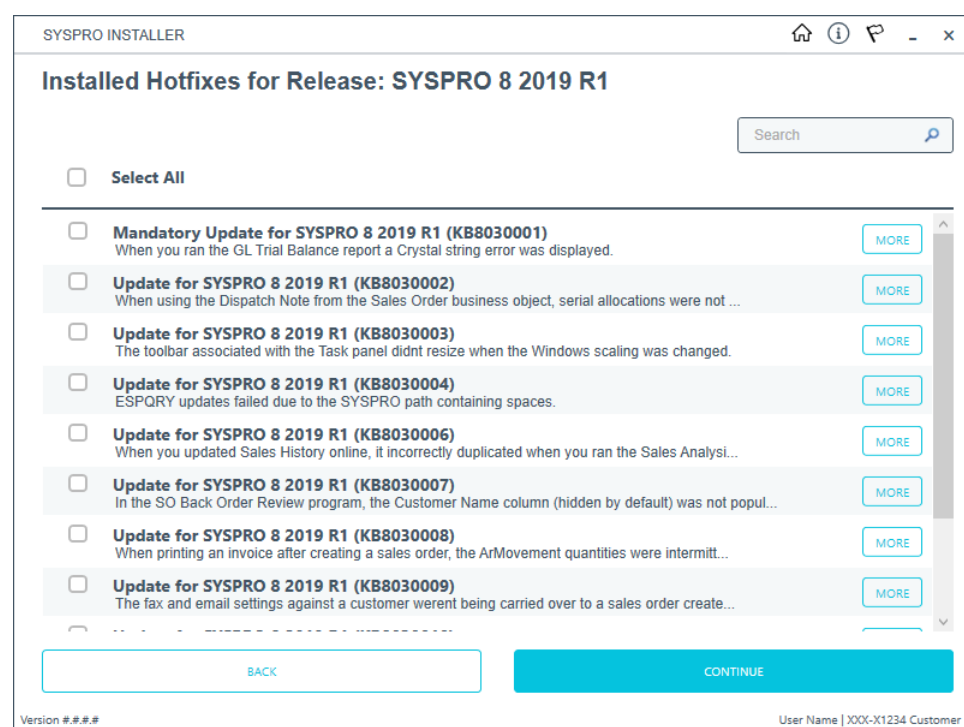 SYSPRO INSTALLER
Installed Hotfixes for Release: SYSPRO 8 2019 R1
Search
Select All
Mandatory Update for SYSPRO 8 2019 R1 (KB8030001)
When you ran the GL Trial Balance report a Crystal string error was displayed.
MORE
Update for SYSPRO 8 2019 R1 (KB8030002)
When using the Dispatch Note from the Sales Order business object, serial allocations were not ...
MORE
Update for SYSPRO 8 2019 R1 (KB8030003)
The toolbar associated with the Task panel didnt resize when the Windows scaling was changed.
MORE
Update for SYSPRO 8 2019 R1 (KB8030004)
ESPQRY updates failed due to the SYSPRO path containing spaces.
MORE
Update for SYSPRO 8 2019 R1 (KB8030006)
When you updated Sales History online, it incorrectly duplicated when you ran the Sales Analysi...
MORE
Update for SYSPRO 8 2019 R1 (KB8030007)
In the SO Back Order Review program, the Customer Name column (hidden by default) was not popul...
MORE
Update for SYSPRO 8 2019 R1 (KB8030008)
When printing an invoice after creating a sales order, the ArMovement quantities were intermitt...
MORE
Update for SYSPRO 8 2019 R1 (KB8030009)
The fax and email settings against a customer werent being carried over to a sales order create...
MORE
BACK
CONTINUE
Version #.#.#.#
User Name | XXX-X1234 Customer